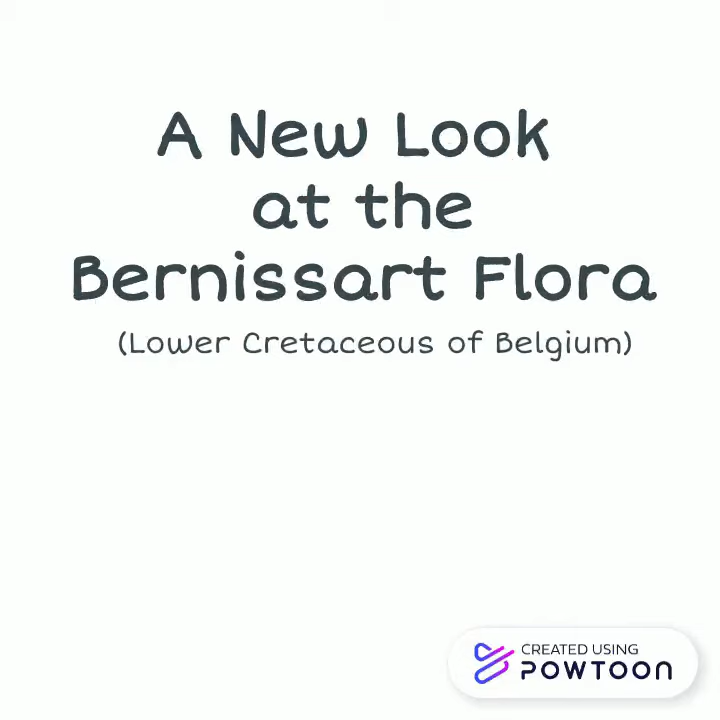 A New Look
at the
Bernissart Flora
(Lower Cretaceous of Belgium)
CREATED USING
POWTOON